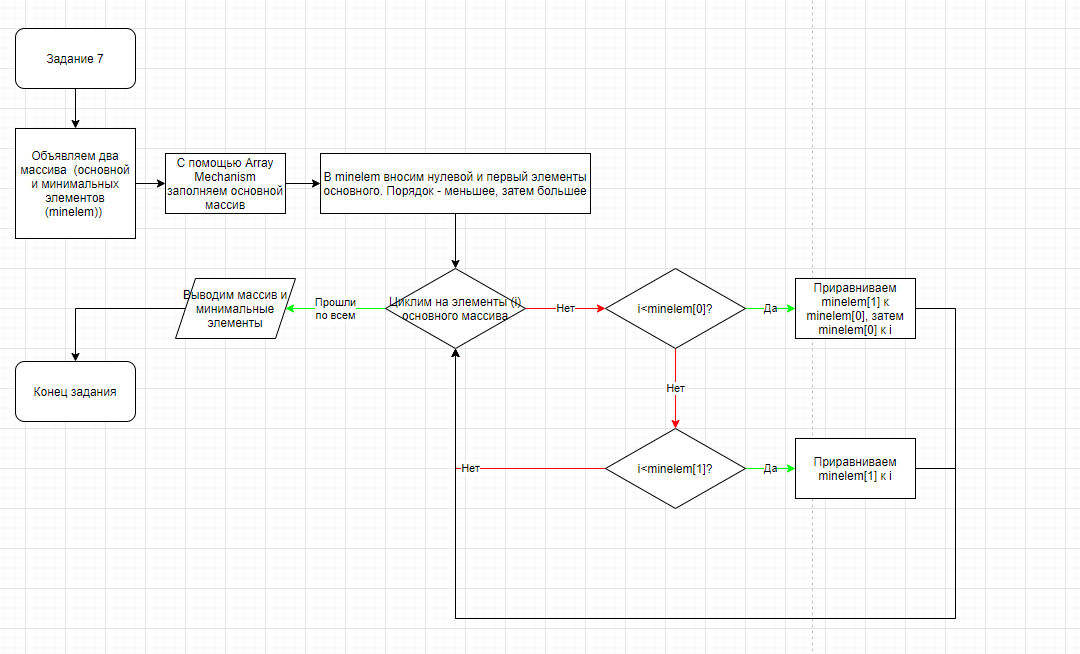 Задание 7
Объявляем два
массива (основной
и минимальных
элементов
(minelem))
С помощью Array
Mechanism
заполняем основной
массив
В minelem вносим нулевой и первый элементы
основного. Порядок - меньшее, затем большее
Выводим массив и
минимальные
элементы
Прошли
по всем
Циклим на элементы (i)
основного массива
Нет
i<minelem[0]?
Да
Приравниваем
minelem[1] к
minelem[0], затем
minelem[0] к i
Конец задания
Нет
Нет
i<minelem[1]?
Да
Приравниваем
minelem[1] к i